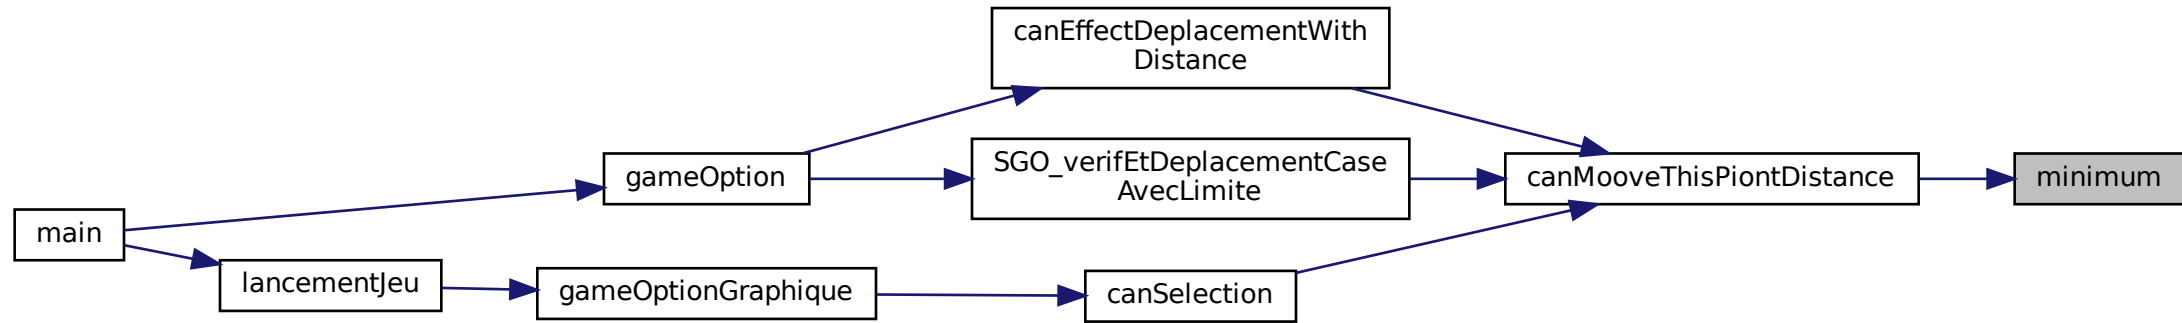 main
gameOption
lancementJeu
gameOptionGraphique
canEffectDeplacementWith
Distance
SGO_verifEtDeplacementCase
AvecLimite
canSelection
canMooveThisPiontDistance
minimum